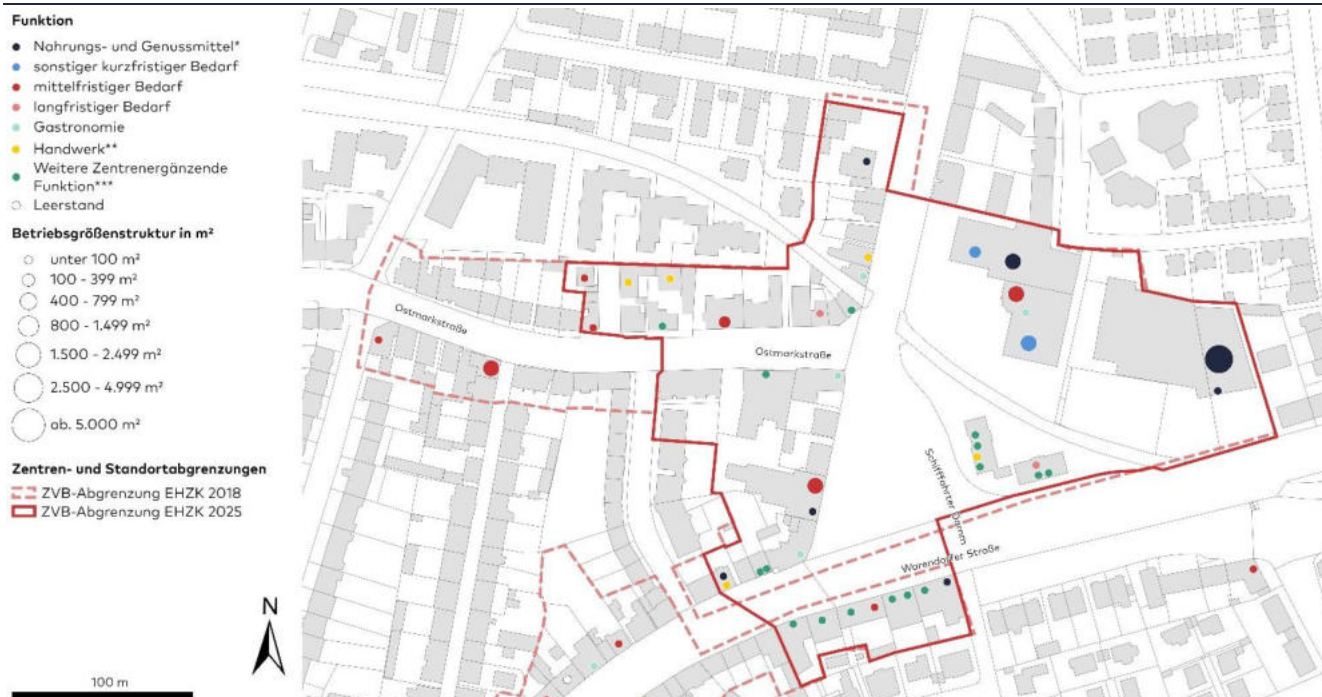 Funktion
Nahrungs- und Genussmittel*
sonstiger kurzfristiger Bedarf
mittelfristiger Bedarf
langfristiger Bedarf
Gastronomie
Handwerk**
Weitere Zentrenergänzende
Funktion***
Leerstand
Betriebsgrößenstruktur in m²
unter 100 m²
100 - 399 m²
400 - 799 m²
800 - 1.499 m²
1.500 - 2.499 m²
2.500 - 4.999 m²
ab. 5.000 m²
Zentren- und Standortabgrenzungen
ZVB-Abgrenzung EHZK 2018
ZVB-Abgrenzung EHZK 2025
N
100 m
Ostmarkstraße
Ostmarkstraße
Schifffahrter Damm
Warendorfer Straße